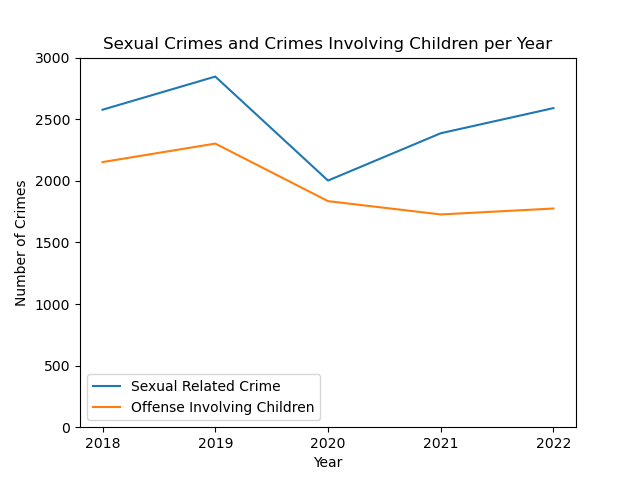 Sexual Crimes and Crimes Involving Children per Year
3000
2500
2000
1500
1000
500
0
Number of Crimes
Sexual Related Crime
Offense Involving Children
2018 2019 2020 2021 2022
Year